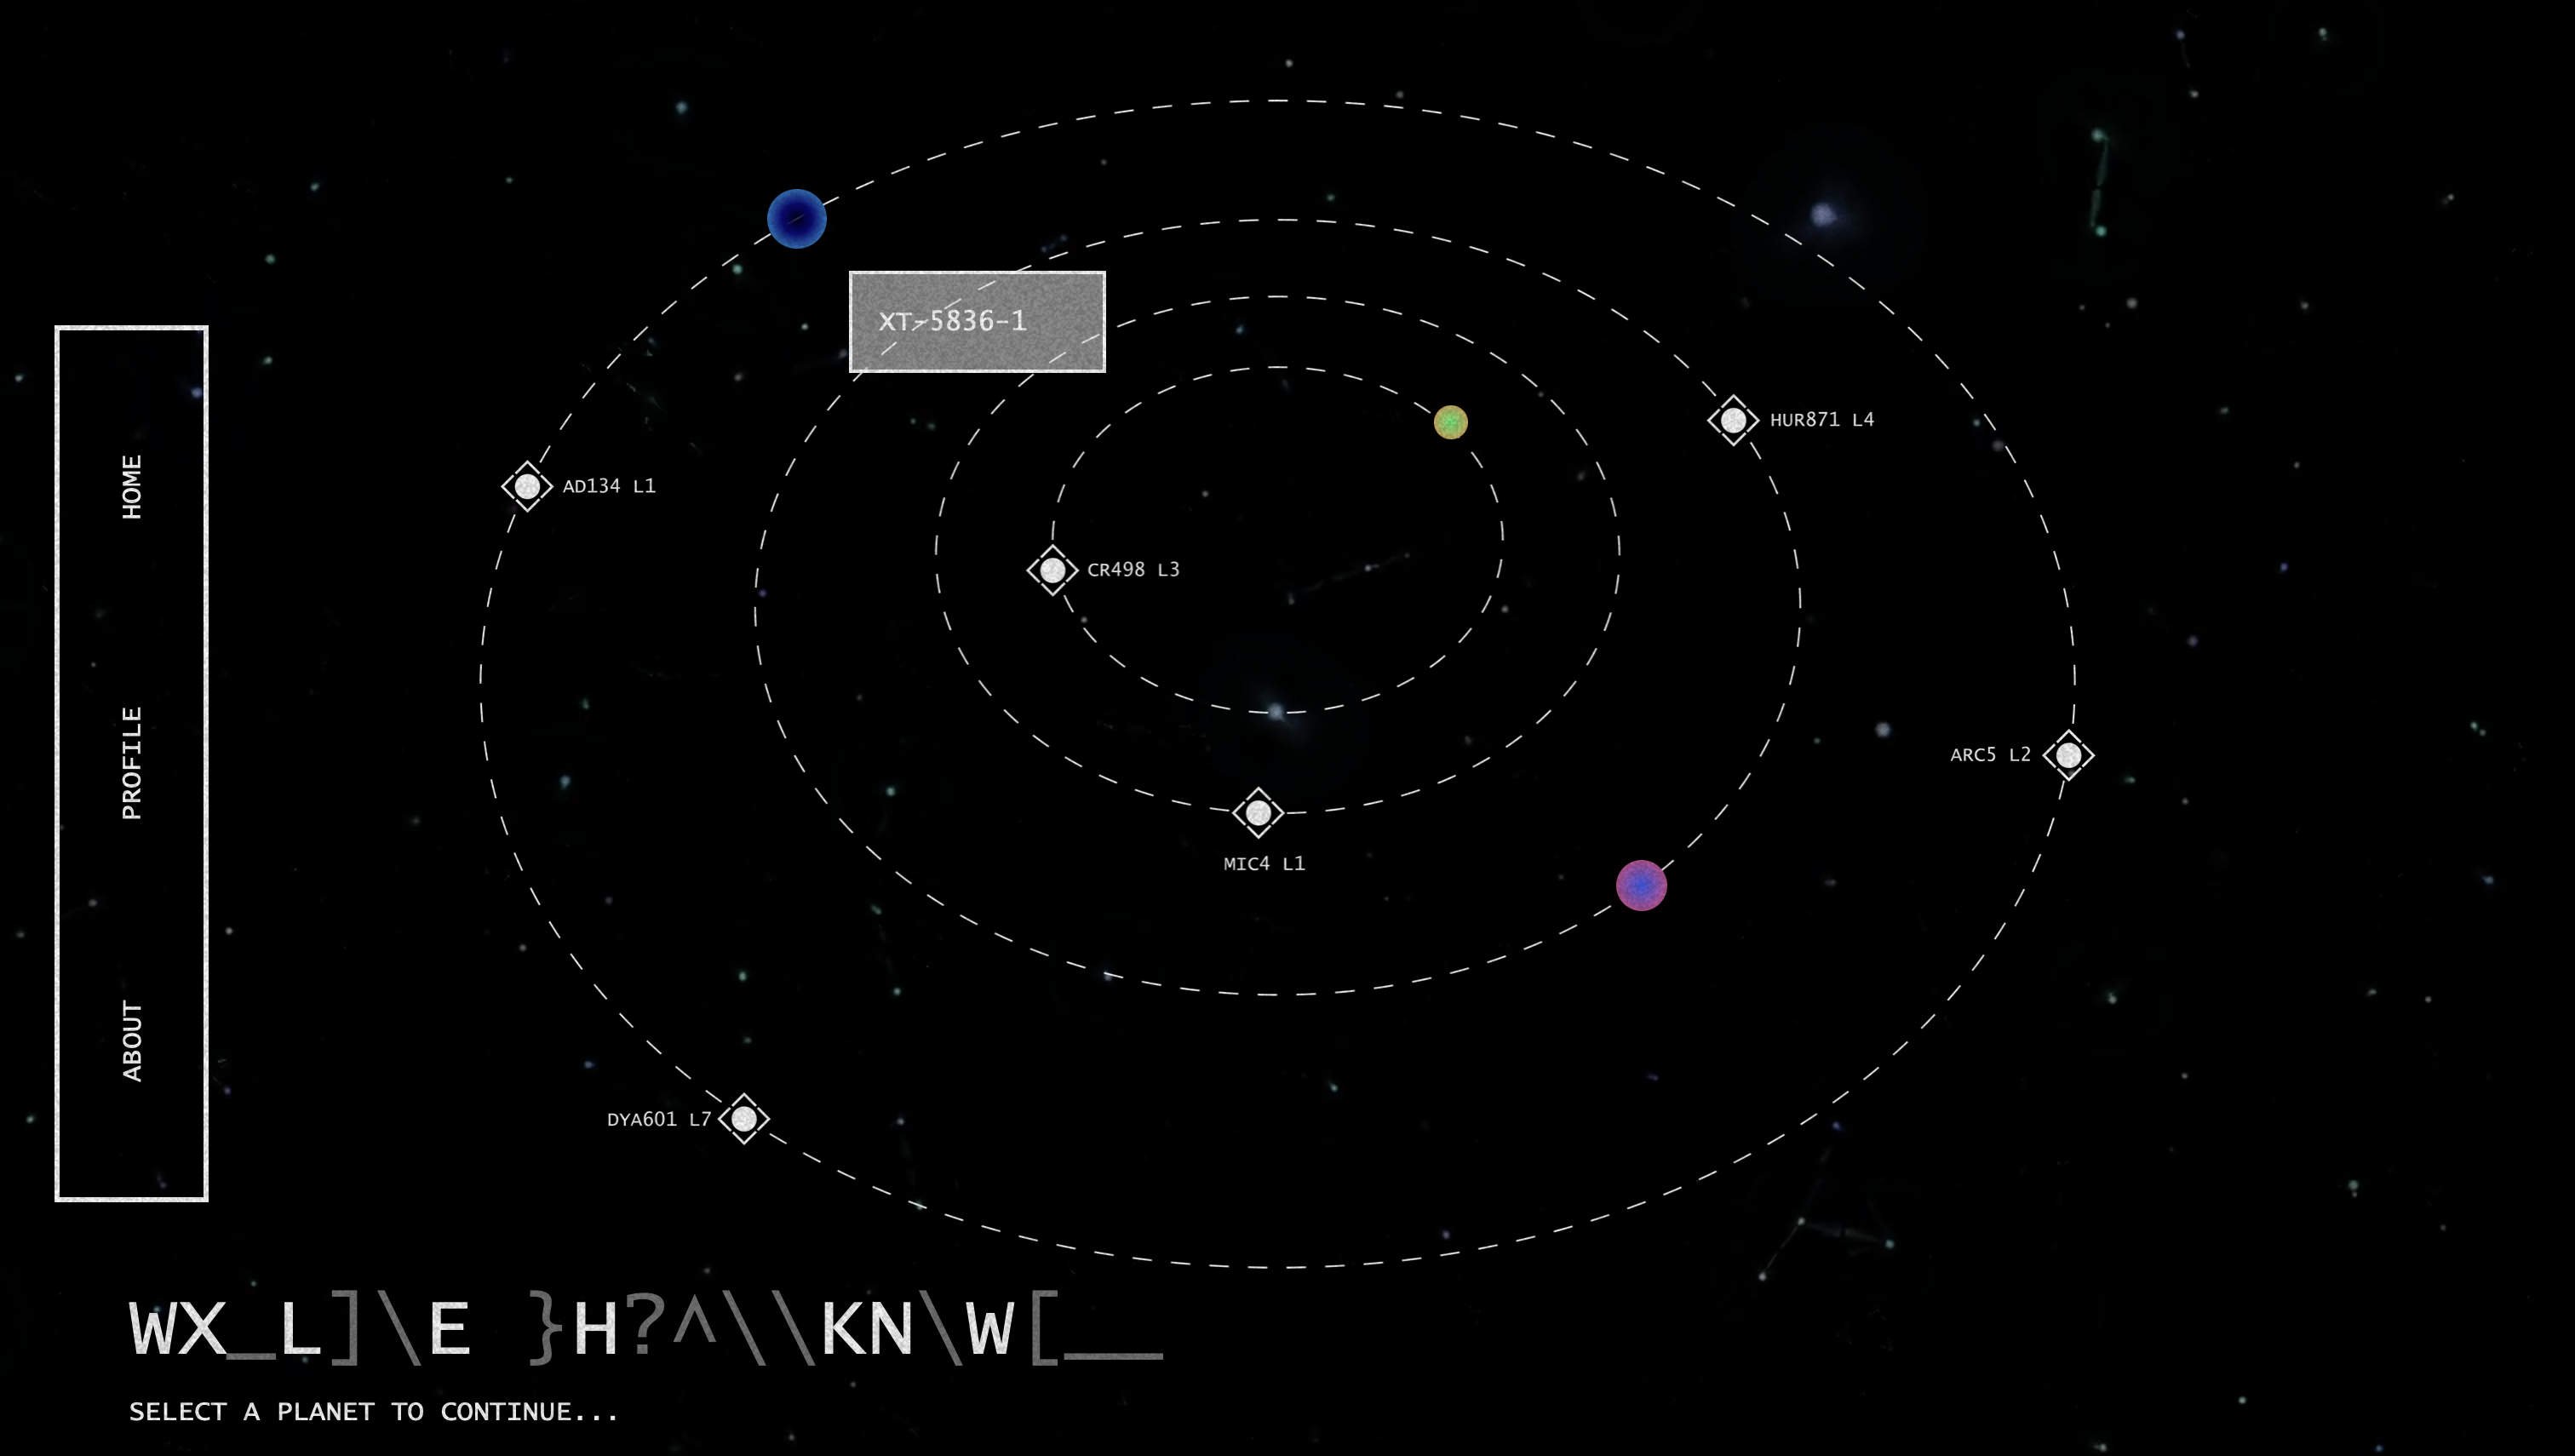 XT-5836-1
HUR871 L4
AD134 L1
CR498 L3
ARC5 L2
MIC4 L1
DYA601 L7
HOME
PROFILE
ABOUT
WX_L]\E }H?^\\KN\W[__
SELECT A PLANET TO CONTINUE...